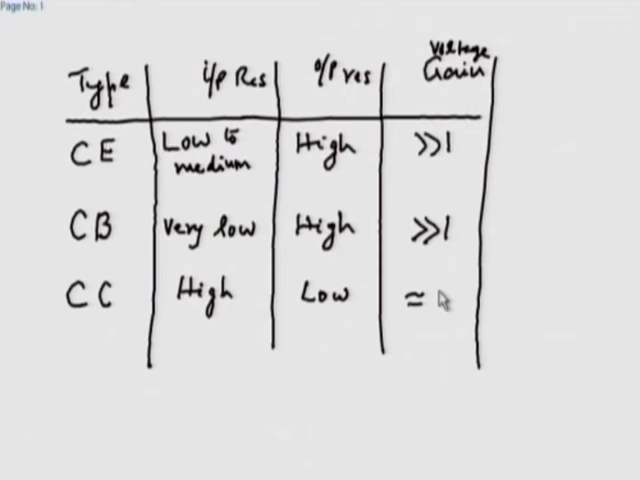 Page No: 1
Type i/p Res o/p res voltage Gain
CE Low to medium High >>1
CB very low High >>1
CC High Low ≃